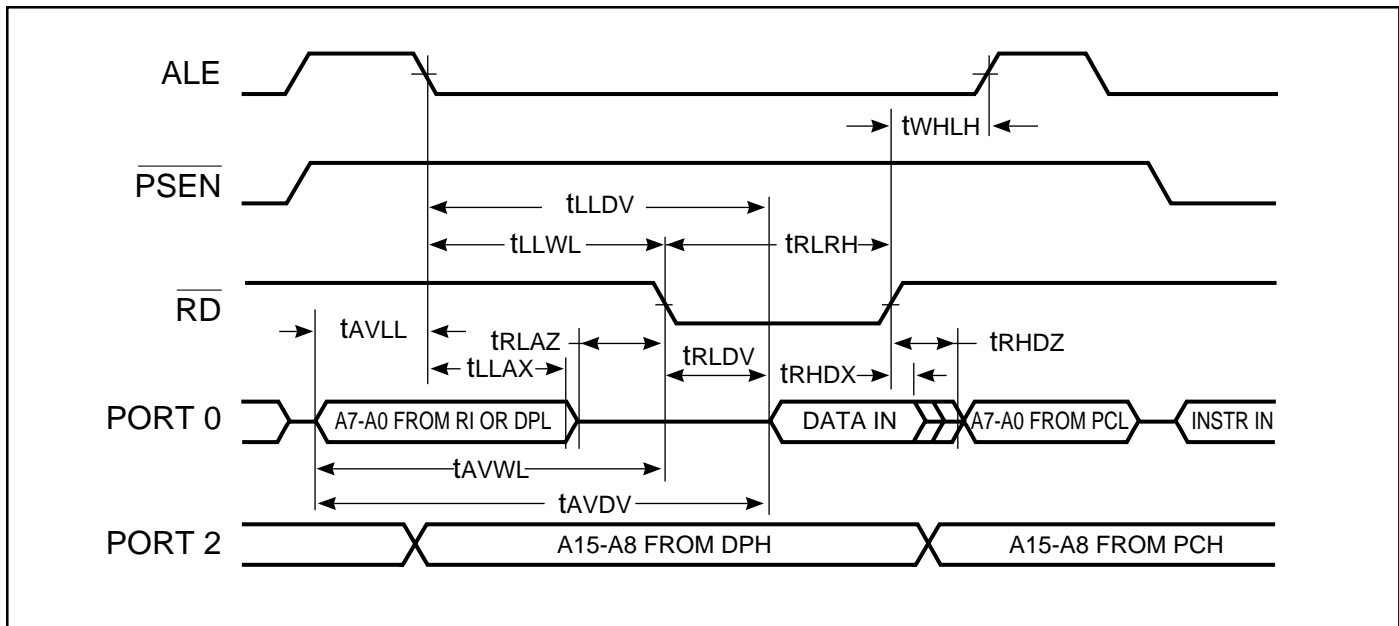 ALE
tWHLH
PSEN
tLLDV
tLLWL
tRLRH
RD
tAVLL
tRLAZ
tRLDV
tRHDZ
tLLAX
tRHDX
PORT 0
A7-A0 FROM RI OR DPL
DATA IN
A7-A0 FROM PCL
INSTR IN
tAVWL
tAVDV
PORT 2
A15-A8 FROM DPH
A15-A8 FROM PCH